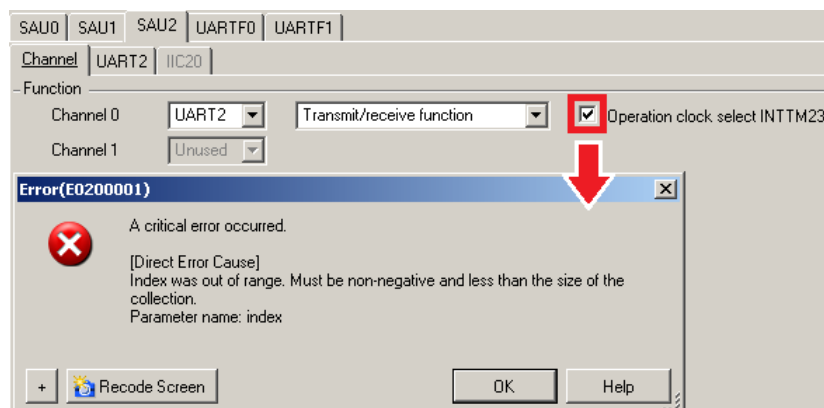 SAU0 SAU1 SAU2 UARTF0 UARTF1
Channel UART2 IIC20
Function
Channel 0 UART2 Transmit/receive function Operation clock select INTTM23
Channel 1 Unused
Error(E0200001)
A critical error occurred.
[Direct Error Cause]
Index was out of range. Must be non-negative and less than the size of the
collection.
Parameter name: index
+ Recode Screen OK Help